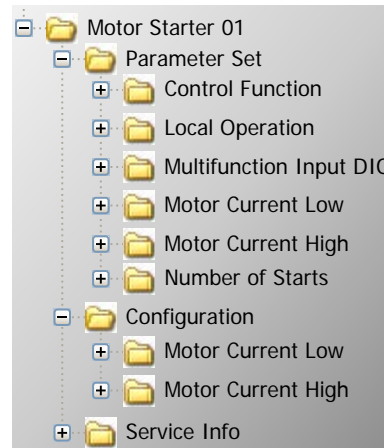 Motor Starter 01
Parameter Set
Control Function
Local Operation
Multifunction Input DI
Motor Current Low
Motor Current High
Number of Starts
Configuration
Motor Current Low
Motor Current High
Service Info